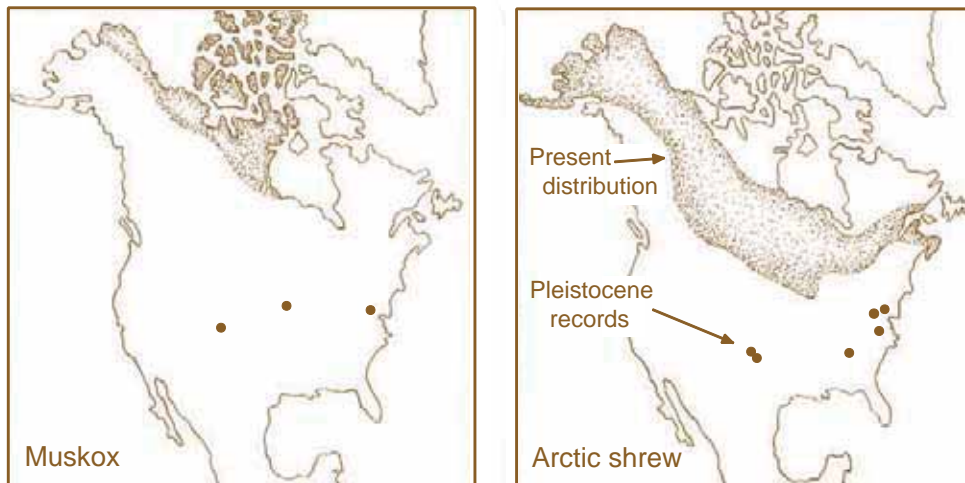 Muskox
Present
distribution
Pleistocene
records
Arctic shrew